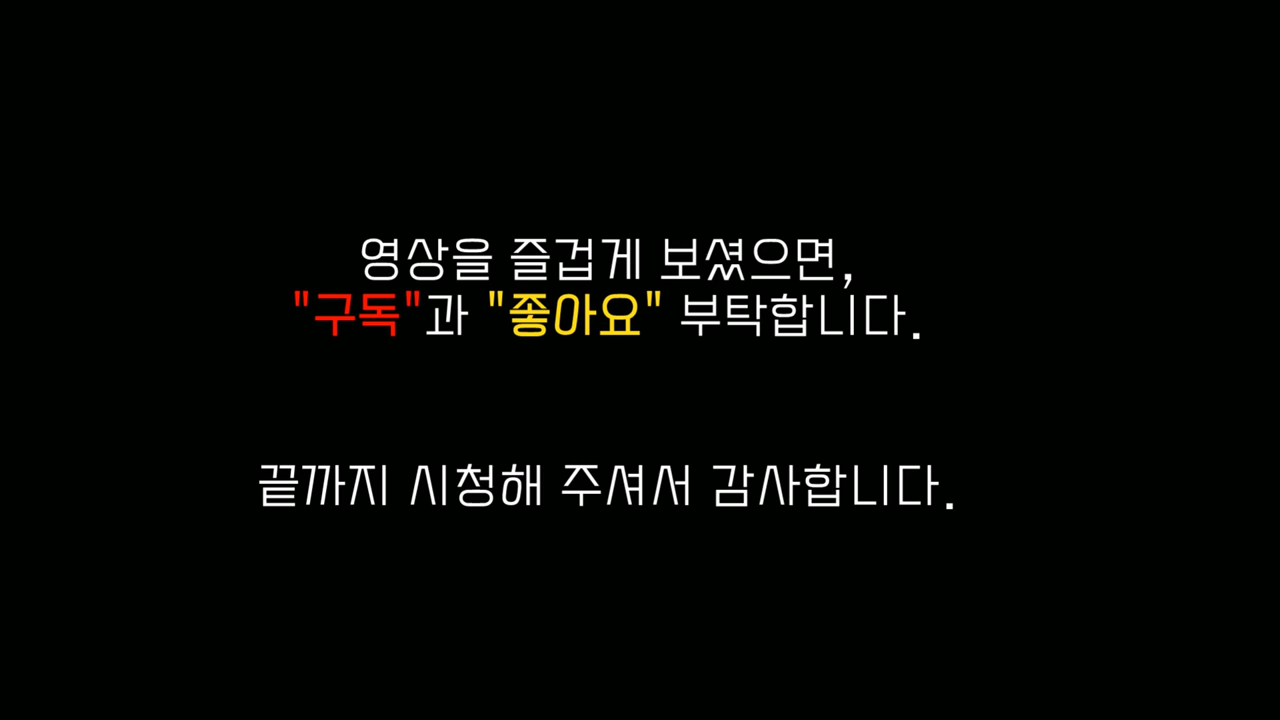 영상을 즐겁게 보셨으면,
"구독"과 "좋아요" 부탁합니다.
끝까지 시청해 주셔서 감사합니다.